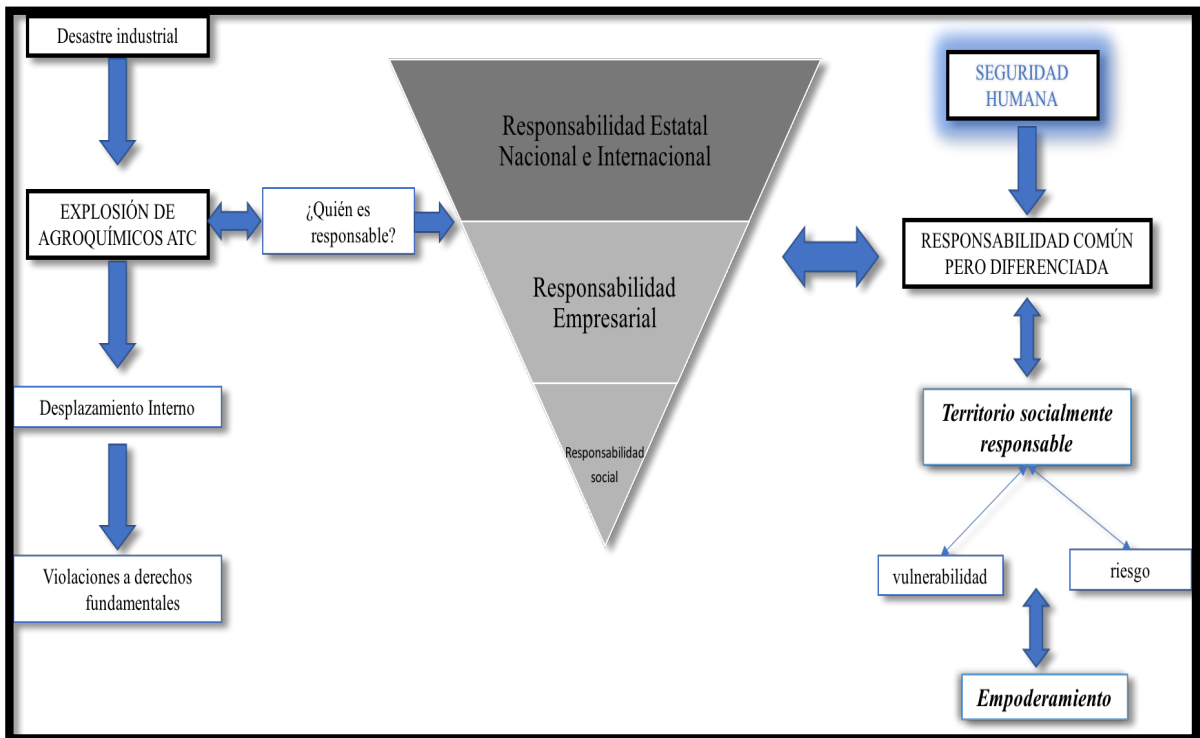 Desastre industrial
EXPLOSIÓN DE
AGROQUÍMICOS ATC
Desplazamiento Interno
Violaciones a derechos
fundamentales
¿Quién es
responsable?
Responsabilidad Estatal
Nacional e Internacional
Responsabilidad
Empresarial
Responsabilidad
social
SEGURIDAD
HUMANA
RESPONSABILIDAD COMÚN
PERO DIFERENCIADA
Territorio socialmente
responsable
vulnerabilidad
riesgo
Empoderamiento